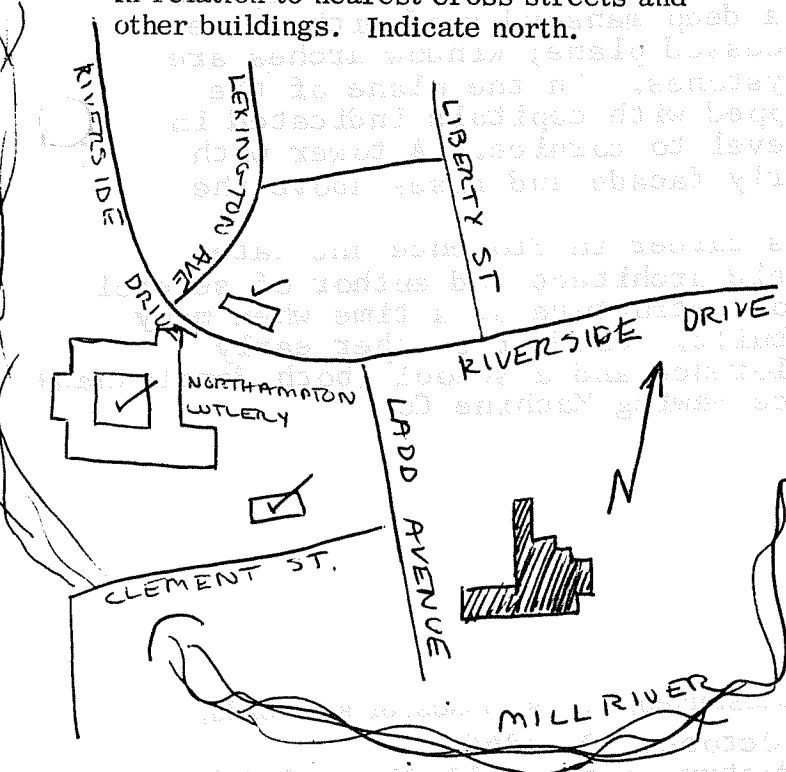 in relation to nearest cross streets and
other buildings. Indicate north.
RIVERSIDE
DRIVE
LEXINGTON AVE
LIBERTY ST
RIVERSIDE DRIVE
NORTHAMPTON
CUTLERY
LADD AVENUE
N
CLEMENT ST.
MILL RIVER